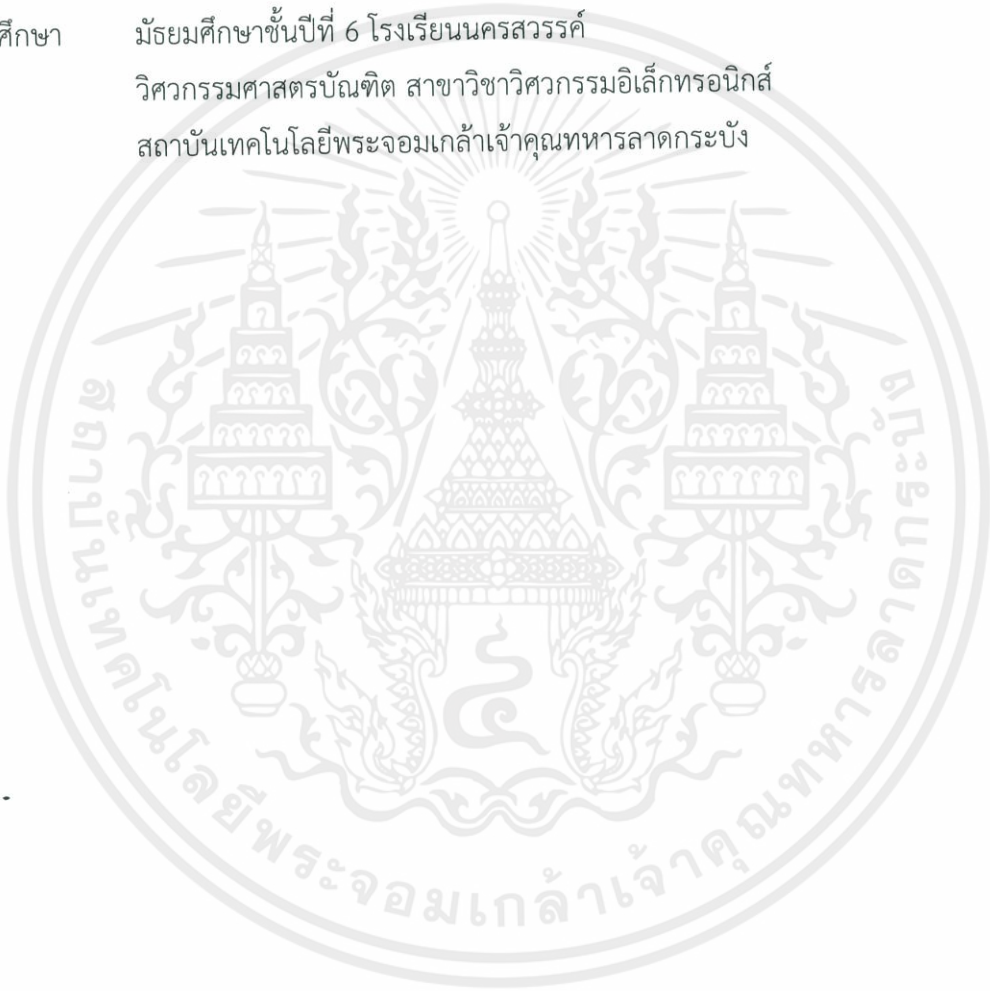 ศึกษา มัธยมศึกษาชั้นปีที่ 6 โรงเรียนนครสวรรค์
วิศวกรรมศาสตรบัณฑิต สาขาวิชาวิศวกรรมอิเล็กทรอนิกส์
สถาบันเทคโนโลยีพระจอมเกล้าเจ้าคุณทหารลาดกระบัง
สถาบันเทคโนโลยีพระจอมเกล้าเจ้าคุณทหารลาดกระบัง
๔